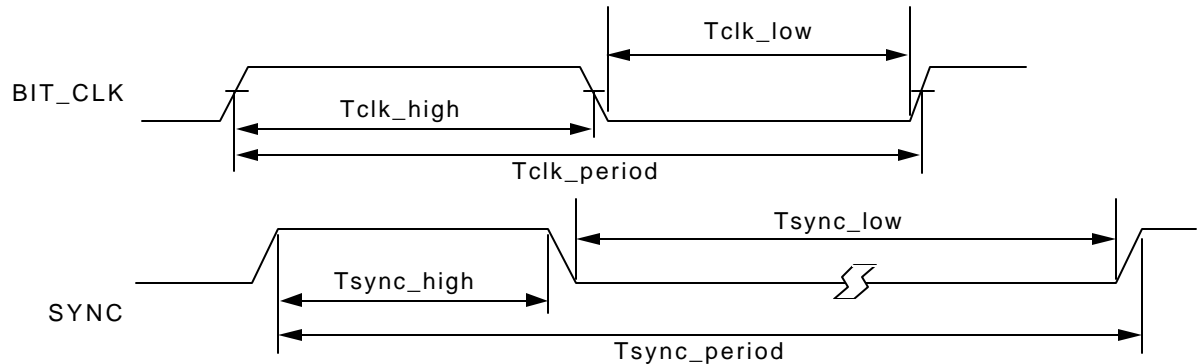 Tclk_low
BIT_CLK
Tclk_high
Tclk_period
Tsync_low
Tsync_high
SYNC
Tsync_period